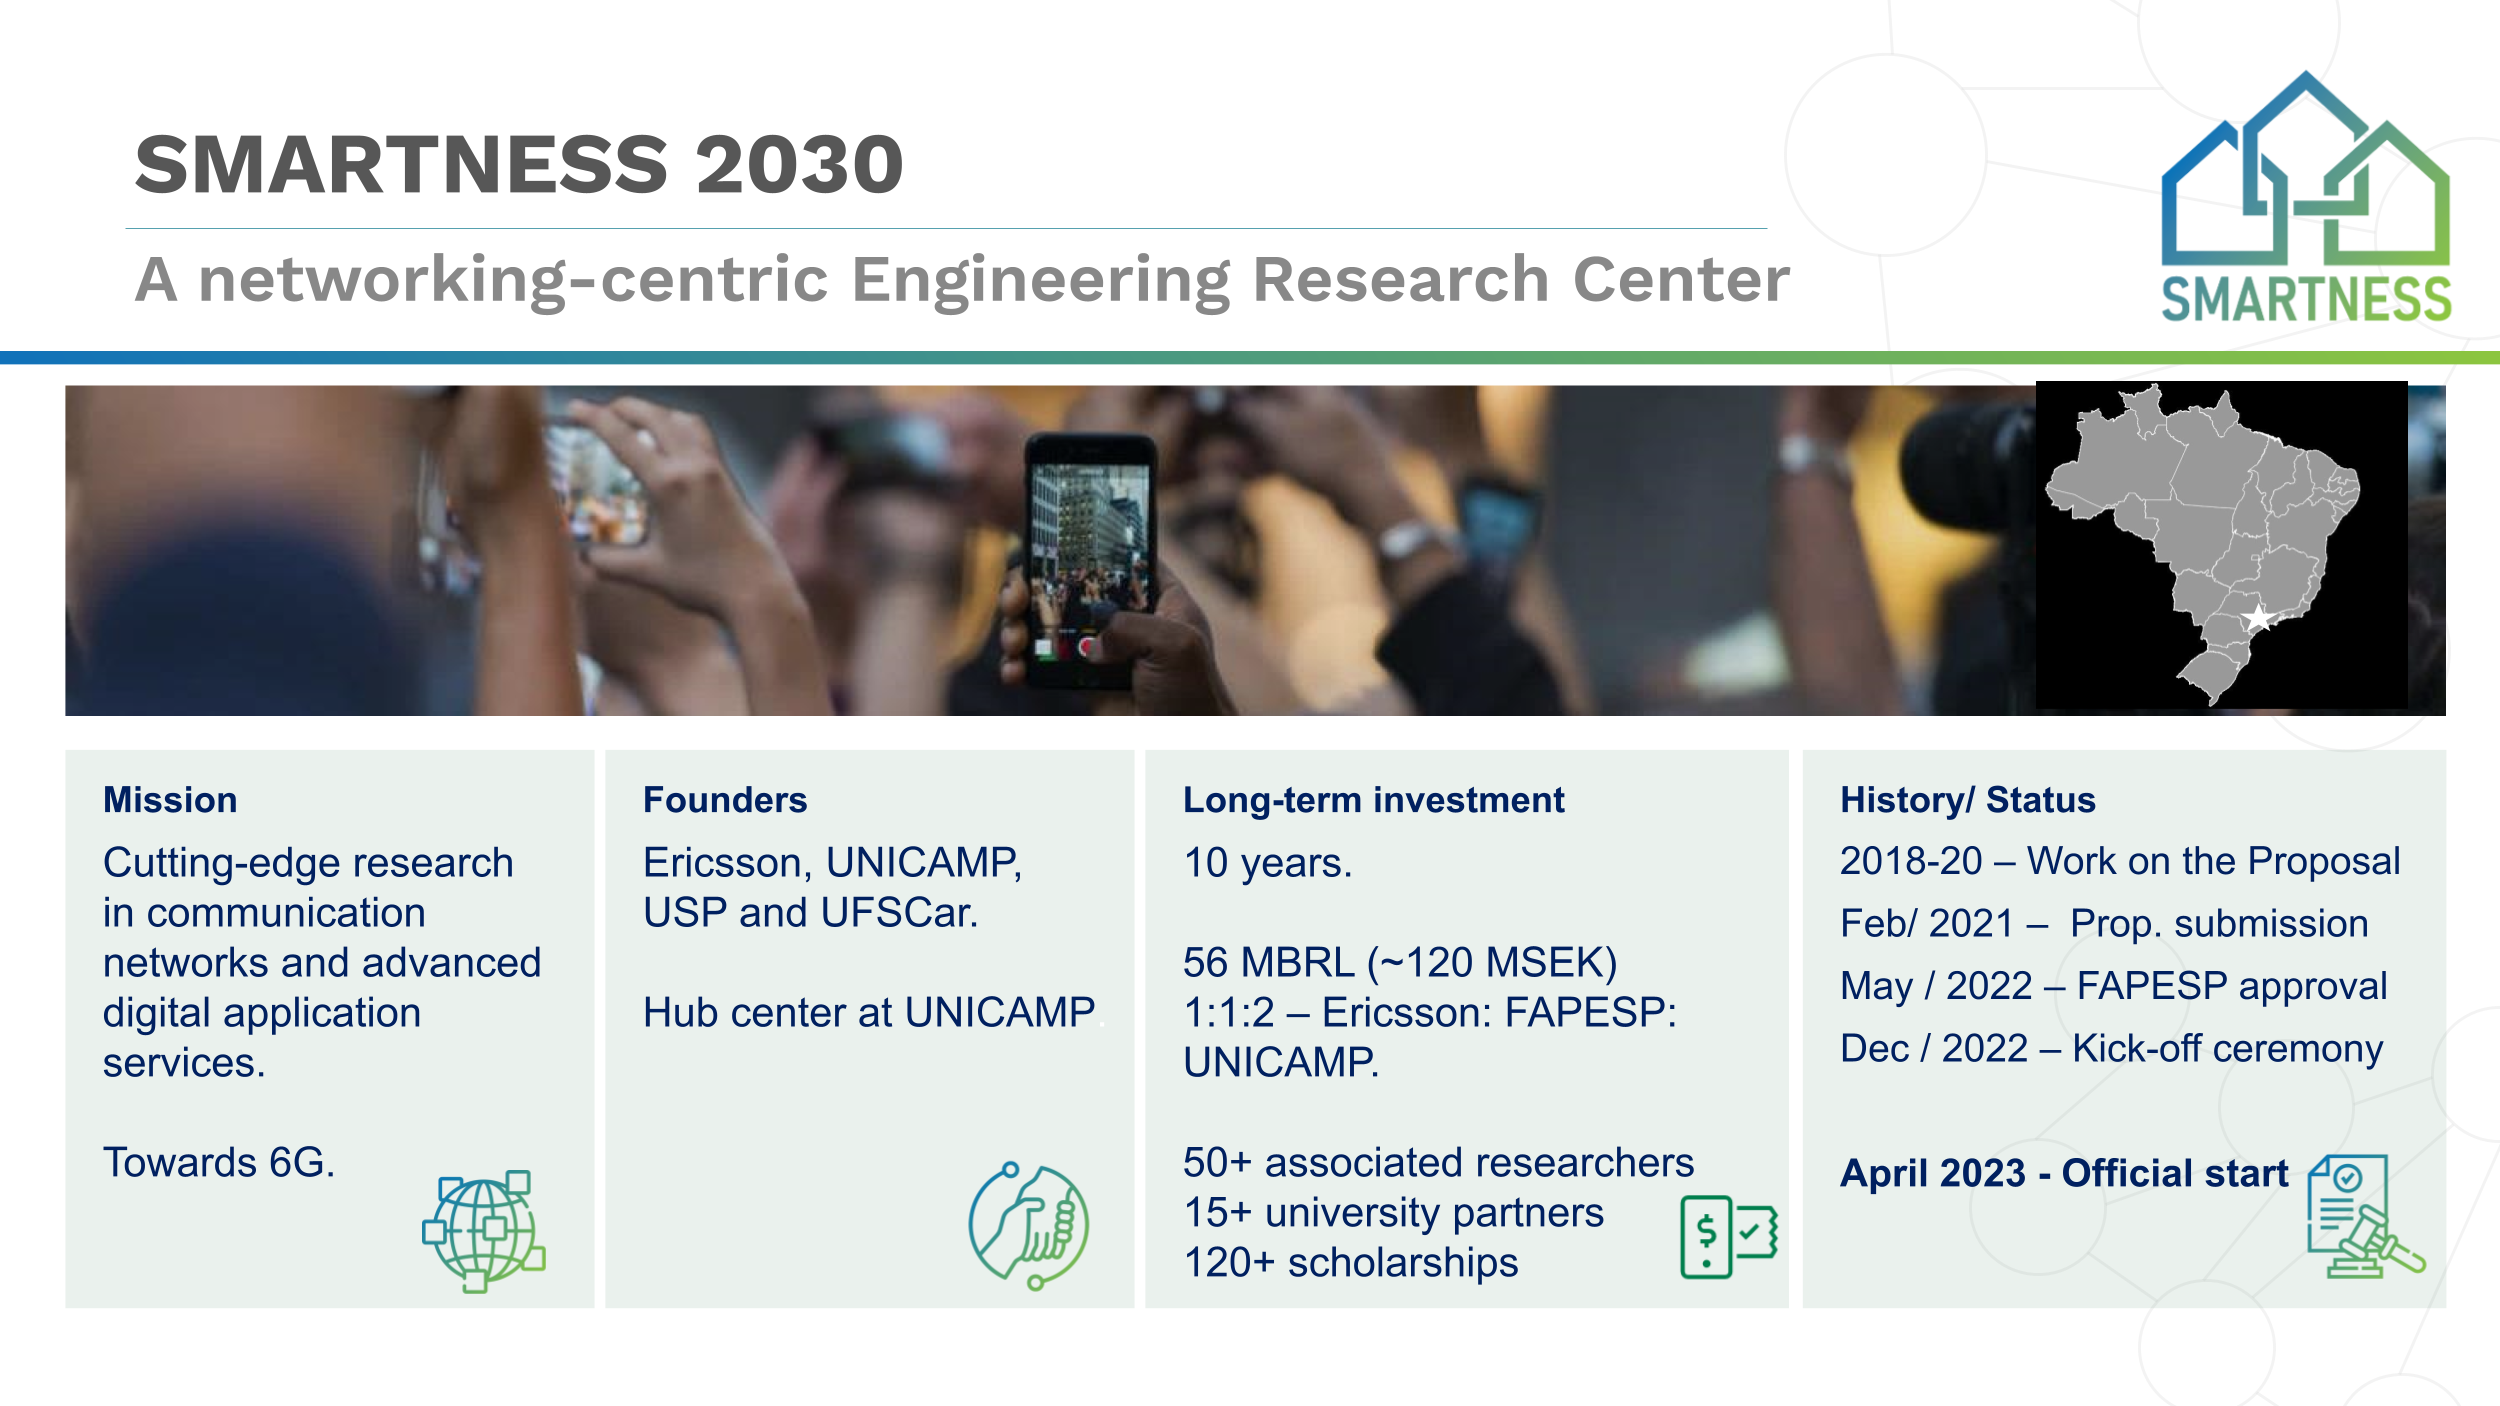 SMARTNESS 2030
A networking-centric Engineering Research Center
SMARTNESS
Mission
Cutting-edge research
in communication
networks and advanced
digital application
services.
Towards 6G.
Founders
Ericsson, UNICAMP,
USP and UFSCar.
Hub center at UNICAMP.
Long-term investment
10 years.
56 MBRL (~120 MSEK)
1:1:2 – Ericsson: FAPESP:
UNICAMP.
50+ associated researchers
15+ university partners
120+ scholarships
$
History/ Status
2018-20 – Work on the Proposal
Feb/ 2021 –  Prop. submission
May / 2022 – FAPESP approval
Dec / 2022 – Kick-off ceremony
April 2023 - Official start